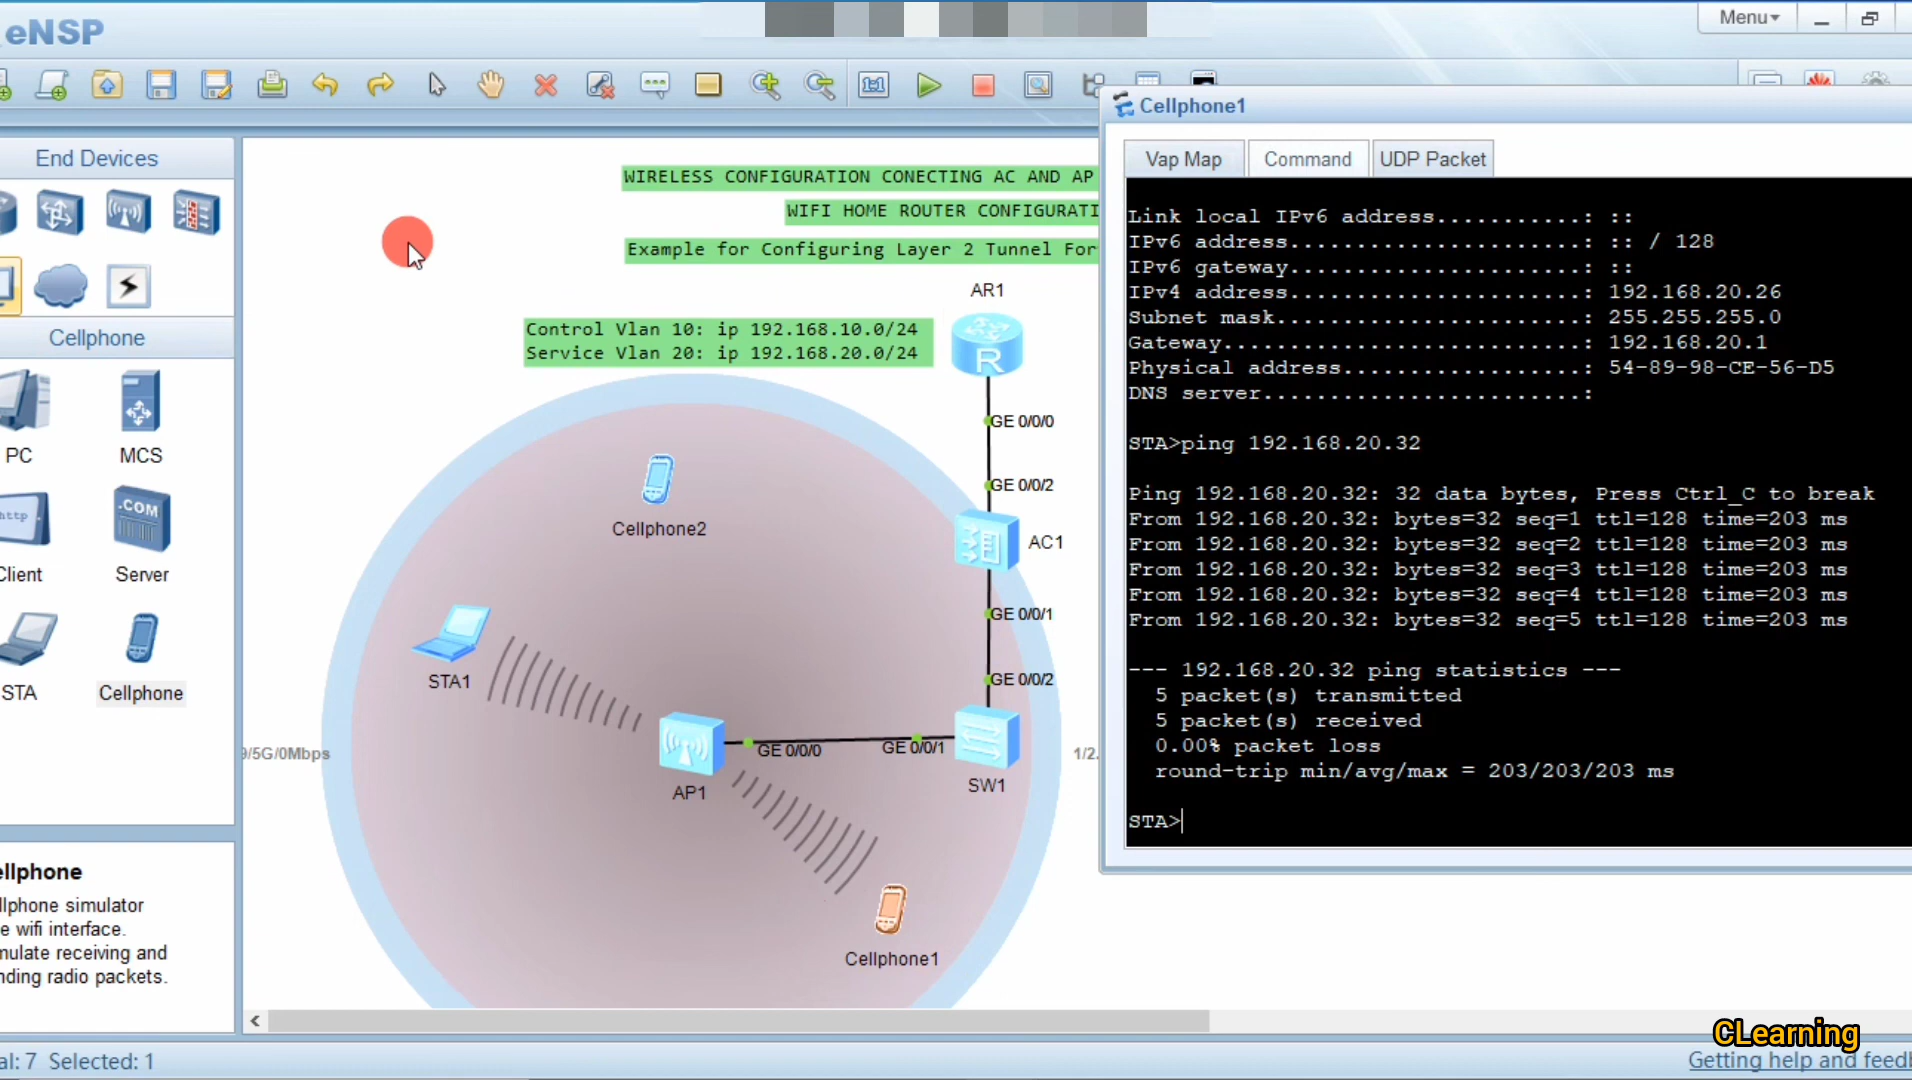 eNSP
Menu
Cellphone1
Vap Map Command UDP Packet
End Devices
Cellphone
PC MCS
Client Server
STA Cellphone
ellphone
llphone simulator
e wifi interface.
mulate receiving and
nding radio packets.
WIRELESS CONFIGURATION CONECTING AC AND AP
WIFI HOME ROUTER CONFIGURATI
Example for Configuring Layer 2 Tunnel For
Control Vlan 10: ip 192.168.10.0/24
Service Vlan 20: ip 192.168.20.0/24
AR1
R
GE 0/0/0
GE 0/0/2
AC1
GE 0/0/1
GE 0/0/2
Cellphone2
STA1
9/5G/0Mbps
GE 0/0/0
GE 0/0/1
1/2.
AP1
SW1
Cellphone1
Link local IPv6 address...........: ::
IPv6 address......................: :: / 128
IPv6 gateway......................: ::
IPv4 address......................: 192.168.20.26
Subnet mask.......................: 255.255.255.0
Gateway...........................: 192.168.20.1
Physical address..................: 54-89-98-CE-56-D5
DNS server........................:
STA>ping 192.168.20.32
Ping 192.168.20.32: 32 data bytes, Press Ctrl_C to break
From 192.168.20.32: bytes=32 seq=1 ttl=128 time=203 ms
From 192.168.20.32: bytes=32 seq=2 ttl=128 time=203 ms
From 192.168.20.32: bytes=32 seq=3 ttl=128 time=203 ms
From 192.168.20.32: bytes=32 seq=4 ttl=128 time=203 ms
From 192.168.20.32: bytes=32 seq=5 ttl=128 time=203 ms
--- 192.168.20.32 ping statistics ---
5 packet(s) transmitted
5 packet(s) received
0.00% packet loss
round-trip min/avg/max = 203/203/203 ms
STA>
CLearning
al: 7 Selected: 1
Getting help and feedb